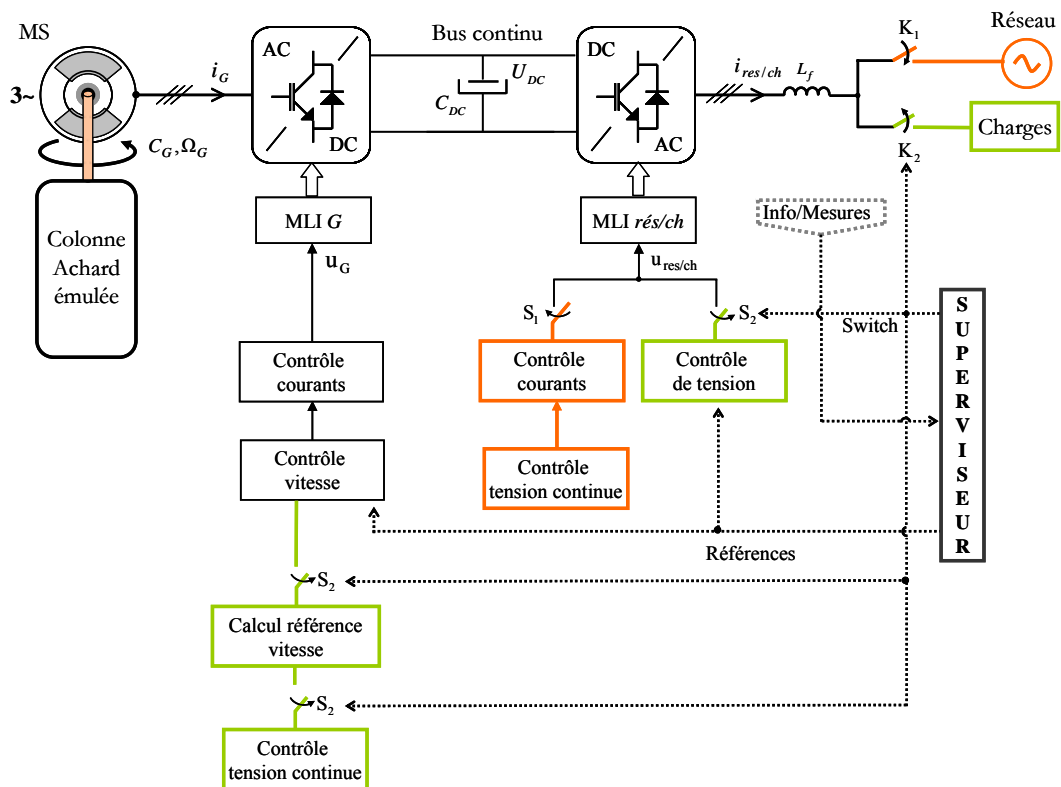 MS
3~
i_G
C_G, Ω_G
Colonne
Achard
émulée
AC
DC
Bus continu
U_DC
C_DC
DC
AC
i_res/ch
L_f
K_1
Réseau
Charges
K_2
MLI G
u_G
Contrôle
courants
Contrôle
vitesse
S_2
Calcul référence
vitesse
S_2
Contrôle
tension continue
MLI rés/ch
u_res/ch
S_1
S_2
Contrôle
courants
Contrôle
de tension
Contrôle
tension continue
Info/Mesures
Switch
Références
SUPERVISEUR